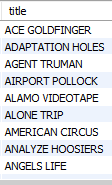 title
ACE GOLDFINGER
ADAPTATION HOLES
AGENT TRUMAN
AIRPORT POLLOCK
ALAMO VIDEOTAPE
ALONE TRIP
AMERICAN CIRCUS
ANALYZE HOOSIERS
ANGELS LIFE